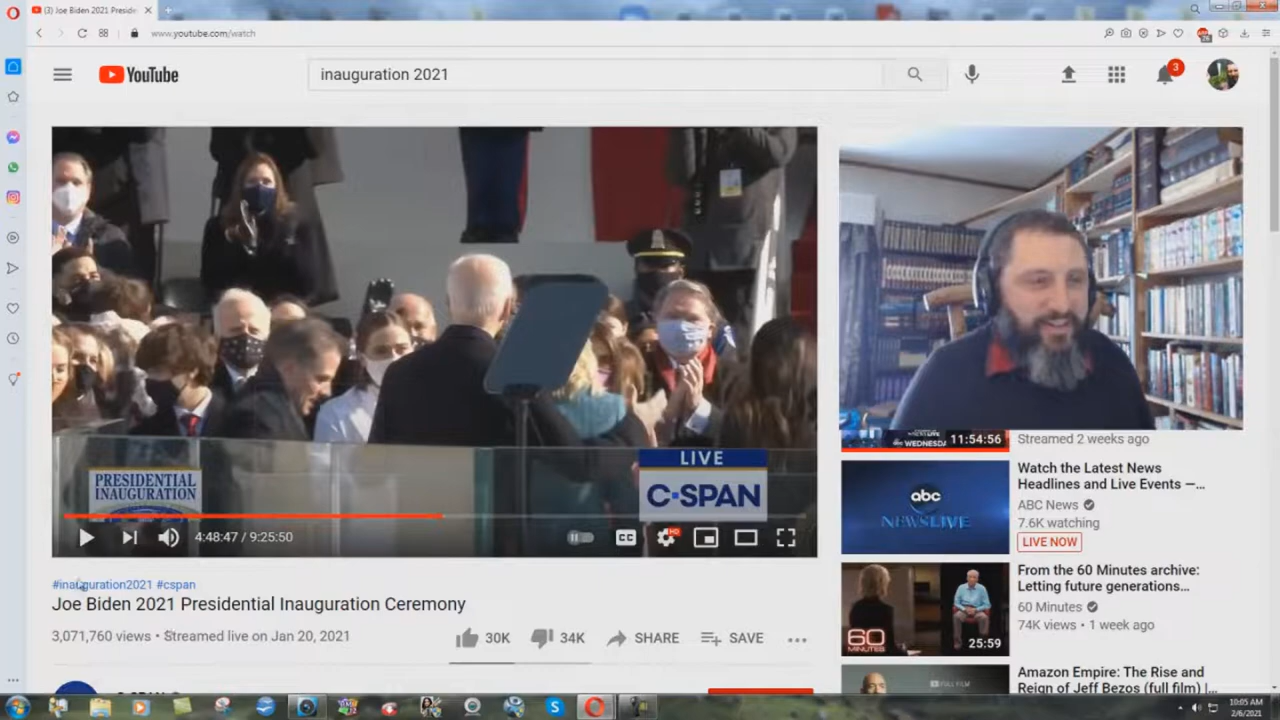 (3) Joe Biden 2021 Preside
www.youtube.com/watch
YouTube
inauguration 2021
3
PRESIDENTIAL
INAUGURATION
LIVE
C-SPAN
4:48:47 / 9:25:50
CC
HD
#inauguration2021 #cspan
Joe Biden 2021 Presidential Inauguration Ceremony
3,071,760 views • Streamed live on Jan 20, 2021
30K
34K
SHARE
SAVE
WEDNESDA
11:54:56
Streamed 2 weeks ago
abc
NEWS LIVE
Watch the Latest News
Headlines and Live Events —...
ABC News
7.6K watching
LIVE NOW
60
MINUTES
25:59
From the 60 Minutes archive:
Letting future generations...
60 Minutes
74K views • 1 week ago
FULL FILM
Amazon Empire: The Rise and
Reign of Jeff Bezos (full film) |
10:05 AM
2/6/2021